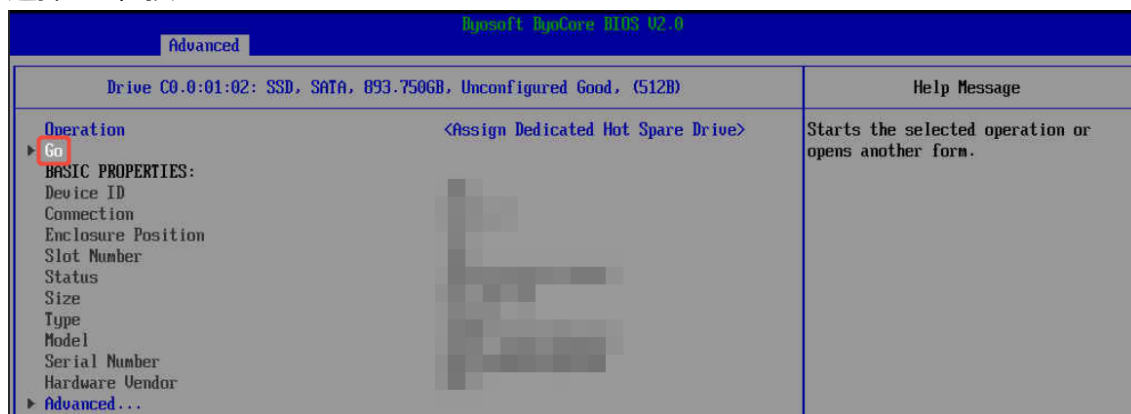 Byosoft ByoCore BIOS V2.0
Advanced
Drive C0.0:01:02: SSD, SATA, 893.750GB, Unconfigured Good, (512B)
Help Message
Operation <Assign Dedicated Hot Spare Drive>
Starts the selected operation or
opens another form.
Go
BASIC PROPERTIES:
Device ID
Connection
Enclosure Position
Slot Number
Status
Size
Type
Model
Serial Number
Hardware Vendor
Advanced...